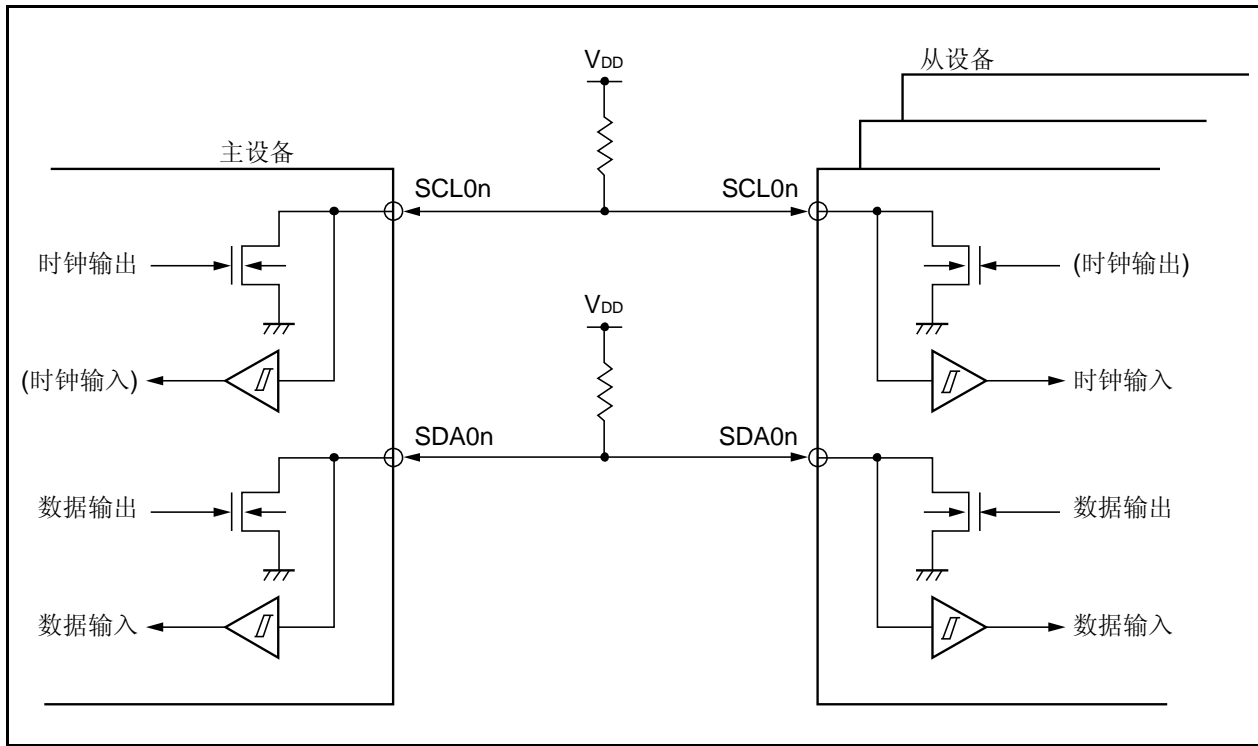 从设备
VDD
主设备
SCL0n
SCL0n
时钟输出
(时钟输出)
VDD
(时钟输入)
时钟输入
SDA0n
SDA0n
数据输出
数据输出
数据输入
数据输入